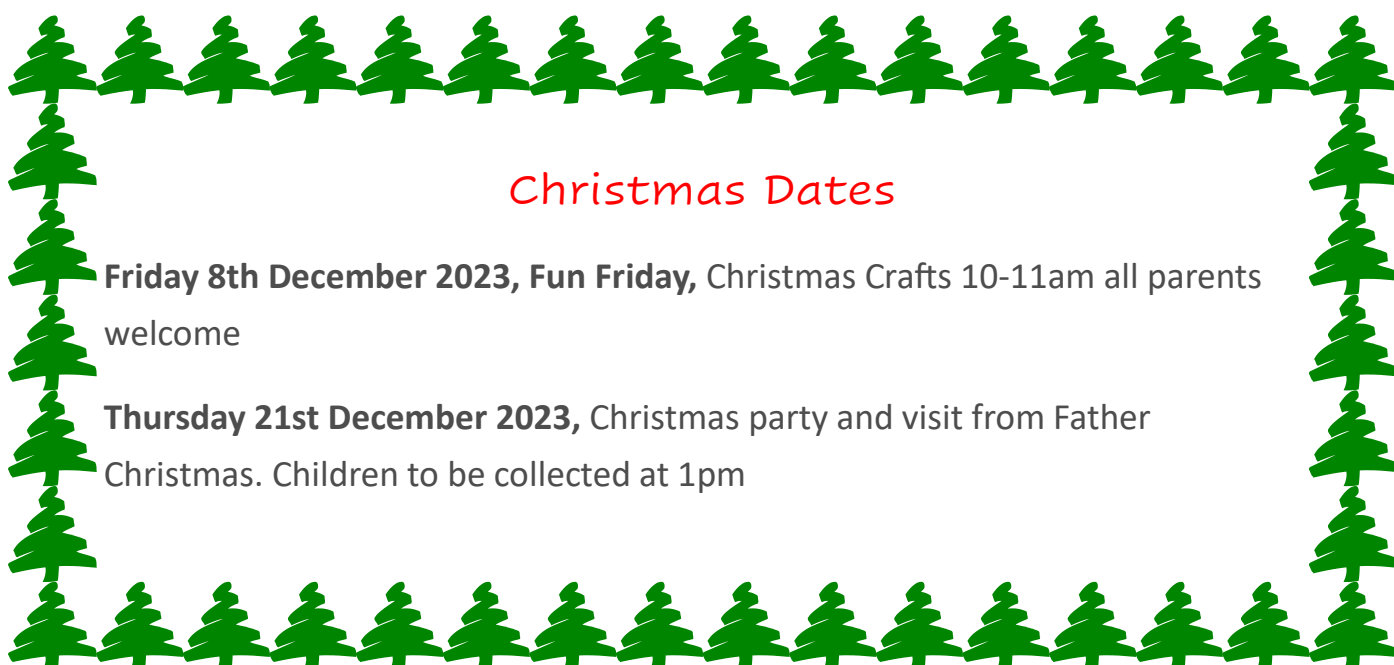 Christmas Dates
Friday 8th December 2023, Fun Friday, Christmas Crafts 10-11am all parents
welcome
Thursday 21st December 2023, Christmas party and visit from Father
Christmas. Children to be collected at 1pm